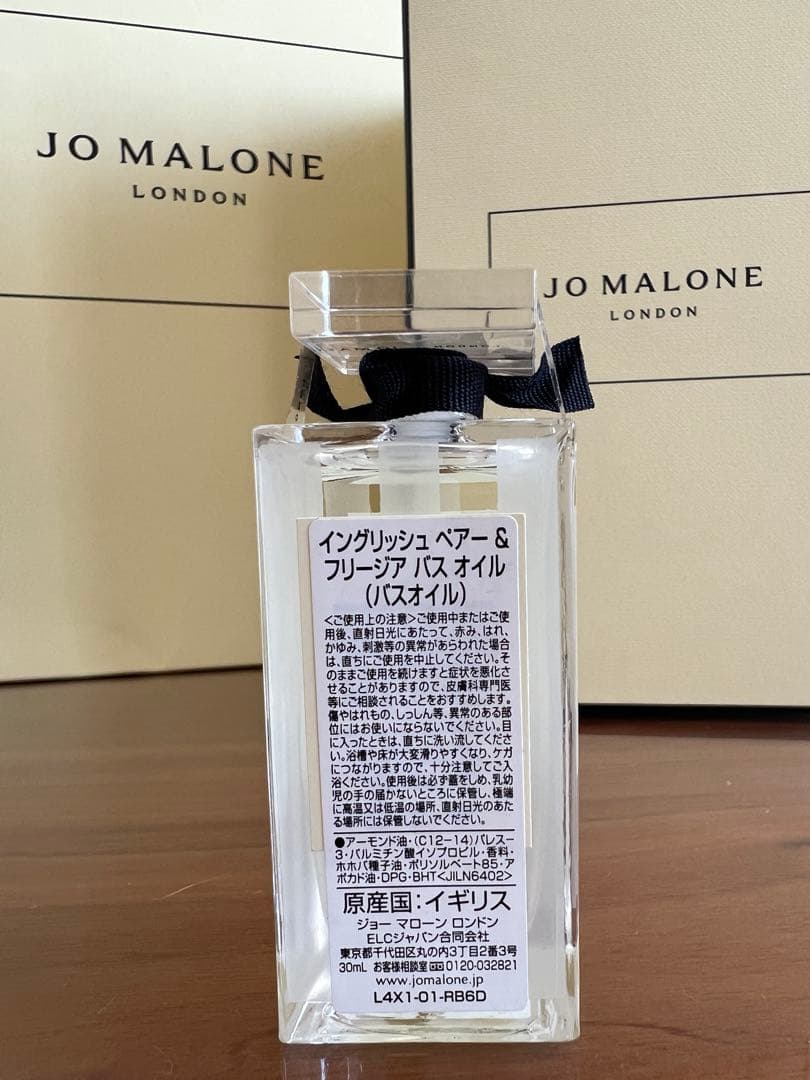 JO MALONE
LONDON
JO MALONE
LONDON
イングリッシュ ペアー &
フリージア バス オイル
(バスオイル)
<ご使用上の注意>ご使用中またはご使
用後、直射日光にあたって、赤み、はれ、
かゆみ、刺激等の異常があらわれた場合
は、直ちにご使用を中止してください。そ
のままご使用を続けますと症状を悪化さ
せることがありますので、皮膚科専門医
等にご相談されることをおすすめします。
傷やはれもの、しっしん等、異常のある部
位にはお使いにならないでください。目
に入ったときは、直ちに洗い流してくださ
い。浴槽や床が大変滑りやすくなり、ケガ
につながりますので、十分注意してご入
浴ください。使用後は必ず蓋をしめ、乳幼
児の手の届かないところに保管し、極端
に高温又は低温の場所、直射日光のあた
る場所には保管しないでください。
●アーモンド油・(C12-14)パレス-
3・パルミチン酸イソプロピル・香料・
ホホバ種子油・ポリソルベート85・ア
ボカド油・DPG・BHT<JILN6402>
原産国:イギリス
ジョー マローン ロンドン
ELCジャパン合同会社
東京都千代田区丸の内3丁目2番3号
30mL お客様相談室 0120-032821
www.jomalone.jp
L4X1-01-RB6D